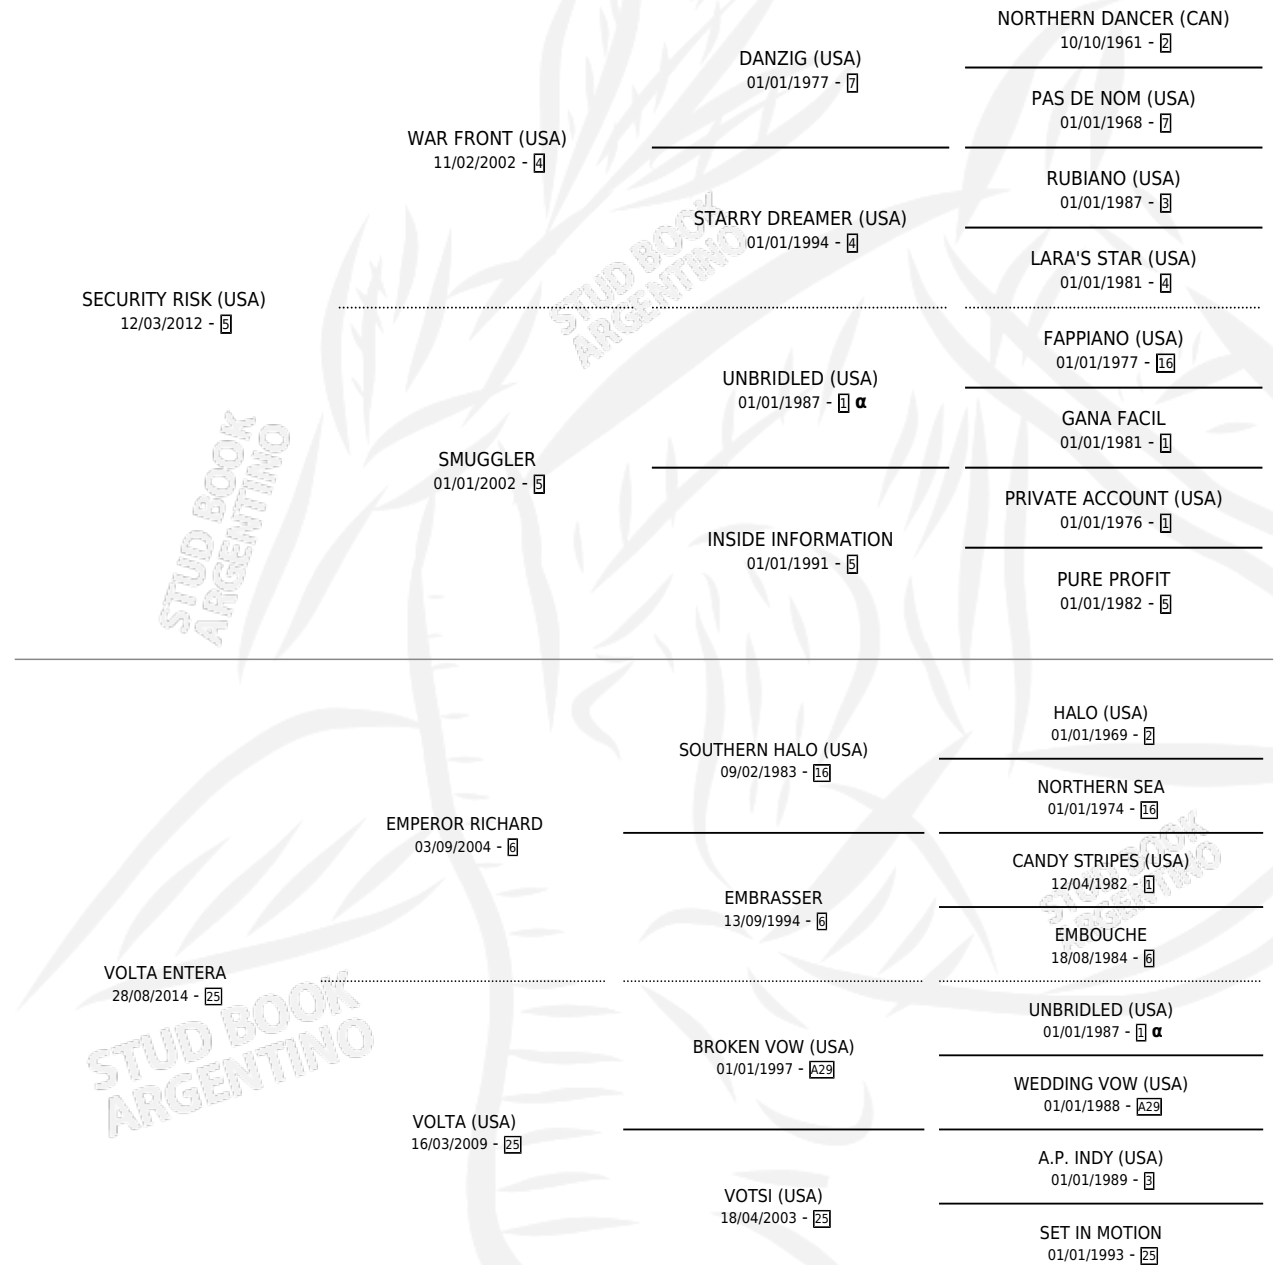 NORTHERN DANCER (CAN)
10/10/1961 - 2
DANZIG (USA)
01/01/1977 - 7
PAS DE NOM (USA)
01/01/1968 - 7
WAR FRONT (USA)
11/02/2002 - 4
RUBIANO (USA)
01/01/1987 - 3
STARRY DREAMER (USA)
01/01/1994 - 4
LARA'S STAR (USA)
01/01/1981 - 4
SECURITY RISK (USA)
12/03/2012 - 5
FAPPIANO (USA)
01/01/1977 - 16
UNBRIDLED (USA)
01/01/1987 - 1 α
GANA FACIL
01/01/1981 - 1
SMUGGLER
01/01/2002 - 5
PRIVATE ACCOUNT (USA)
01/01/1976 - 1
INSIDE INFORMATION
01/01/1991 - 5
PURE PROFIT
01/01/1982 - 5
HALO (USA)
01/01/1969 - 2
SOUTHERN HALO (USA)
09/02/1983 - 16
NORTHERN SEA
01/01/1974 - 16
EMPEROR RICHARD
03/09/2004 - 6
CANDY STRIPES (USA)
12/04/1982 - 1
EMBRASSER
13/09/1994 - 6
EMBOUCHE
18/08/1984 - 6
VOLTA ENTERA
28/08/2014 - 25
UNBRIDLED (USA)
01/01/1987 - 1 α
BROKEN VOW (USA)
01/01/1997 - A29
WEDDING VOW (USA)
01/01/1988 - A29
VOLTA (USA)
16/03/2009 - 25
A.P. INDY (USA)
01/01/1989 - 3
VOTSI (USA)
18/04/2003 - 25
SET IN MOTION
01/01/1993 - 25
STUD BOOK
ARGENTINO
STUD BOOK
ARGENTINO
STUD BOOK
ARGENTINO
STUD BOOK
ARGENTINO